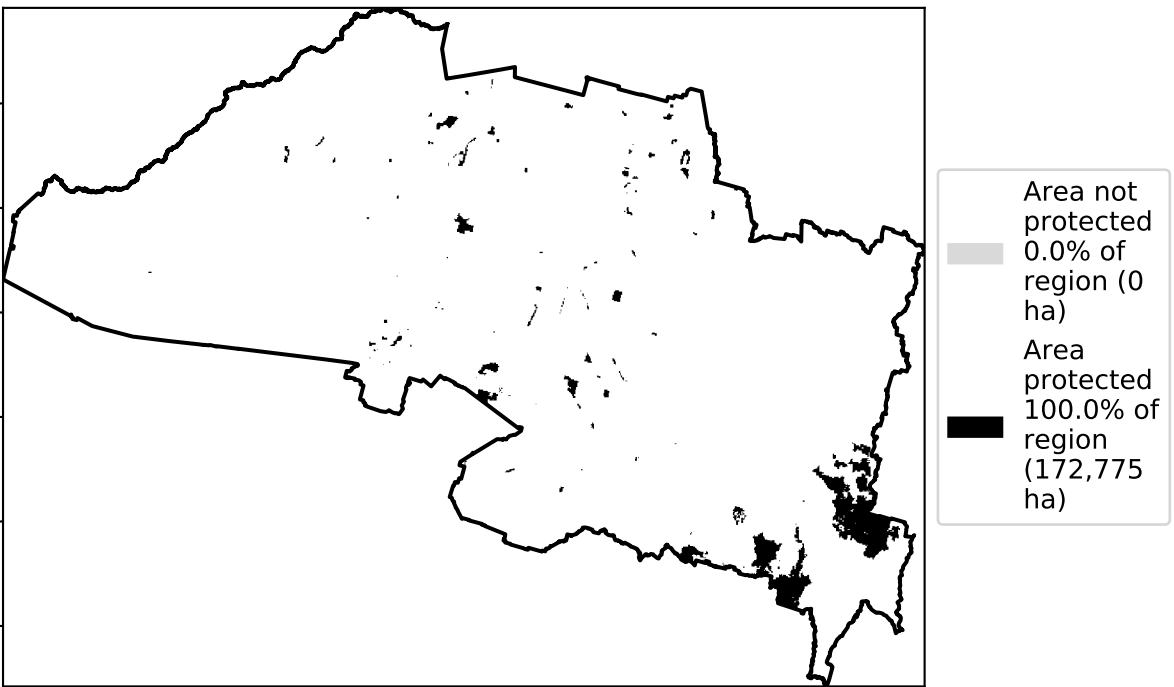 Area not
protected
0.0% of
region (0
ha)
Area
protected
100.0% of
region
(172,775
ha)